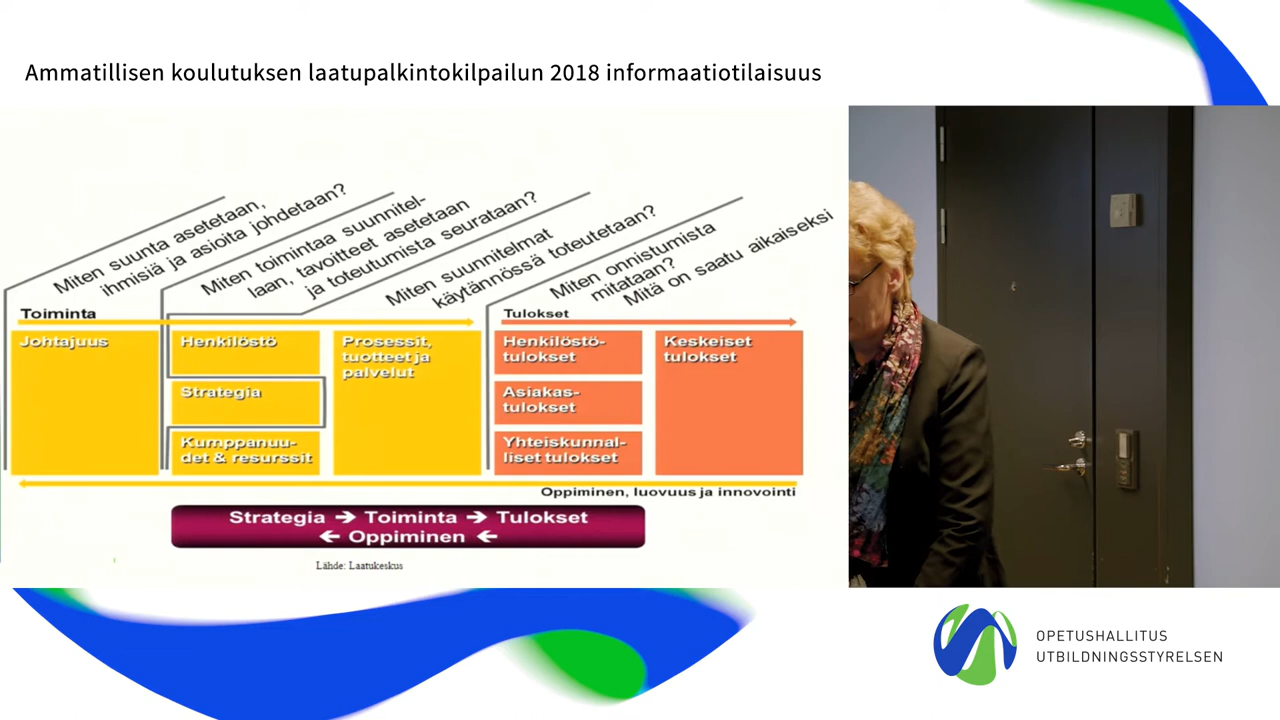 Ammatillisen koulutuksen laatupalkintokilpailun 2018 informaatiotilaisuus
Miten suunta asetetaan,
ihmisiä ja asioita johdetaan?
Miten toimintaa suunnitel-
laan, tavoitteet asetetaan
ja toteutumista seurataan?
Miten suunnitelmat
käytännössä toteutetaan?
Miten onnistumista
mitataan?
Mitä on saatu aikaiseksi
Toiminta
Tulokset
Johtajuus
Henkilöstö
Strategia
Kumppanuu-
det & resurssit
Prosessit,
tuotteet ja
palvelut
Henkilöstö-
tulokset
Asiakas-
tulokset
Yhteiskunnal-
liset tulokset
Keskeiset
tulokset
Oppiminen, luovuus ja innovointi
Strategia → Toiminta → Tulokset
← Oppiminen ←
Lähde: Laatukeskus
OPETUSHALLITUS
UTBILDNINGSSTYRELSEN